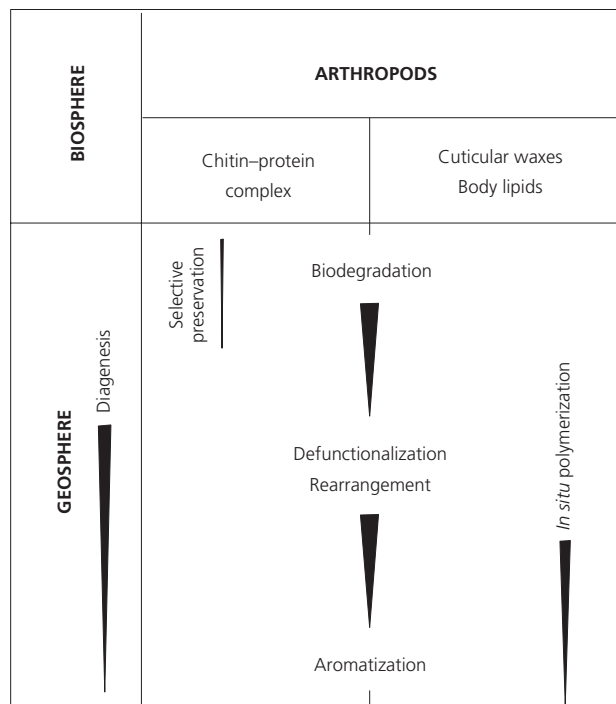 BIOSPHERE
ARTHROPODS
Chitin–protein
complex
Cuticular waxes
Body lipids
GEOSPHERE
Diagenesis
Selective
preservation
Biodegradation
Defunctionalization
Rearrangement
Aromatization
In situ polymerization